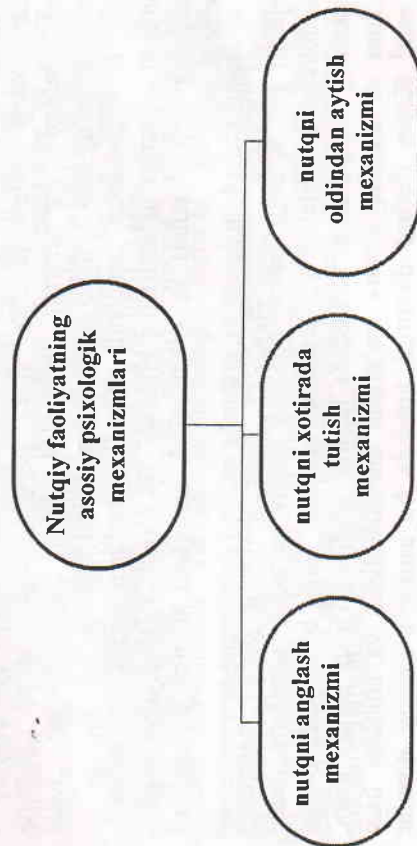 Nutqiy faoliyatning
asosiy psixologik
mexanizmlari
nutqni anglash
mexanizmi
nutqni xotirada
tutish
mexanizmi
nutqni
oldindan aytish
mexanizmi